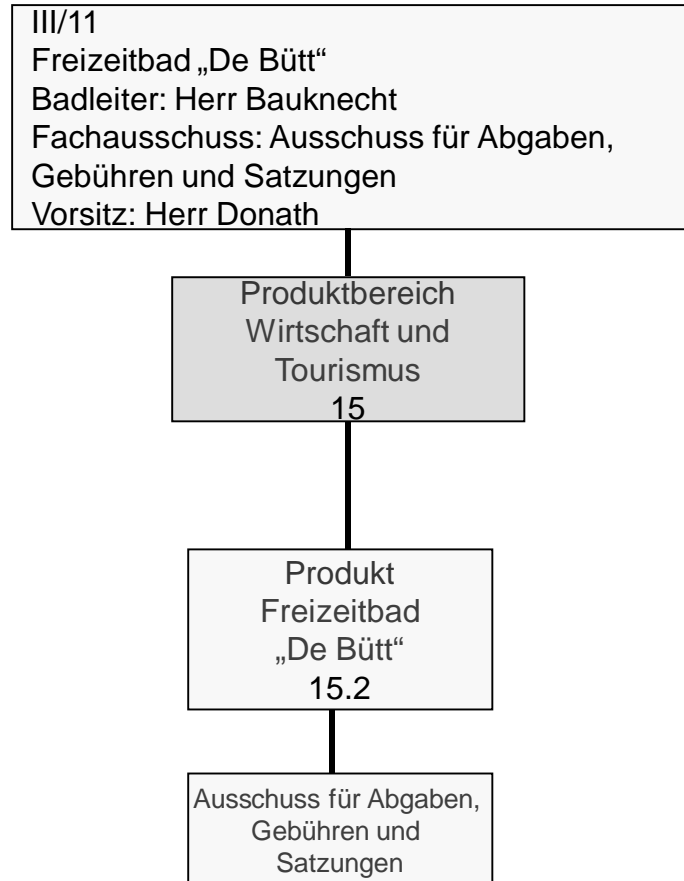 III/11
Freizeitbad „De Bütt“
Badleiter: Herr Bauknecht
Fachausschuss: Ausschuss für Abgaben,
Gebühren und Satzungen
Vorsitz: Herr Donath
Produktbereich
Wirtschaft und
Tourismus
15
Produkt
Freizeitbad
„De Bütt“
15.2
Ausschuss für Abgaben,
Gebühren und
Satzungen